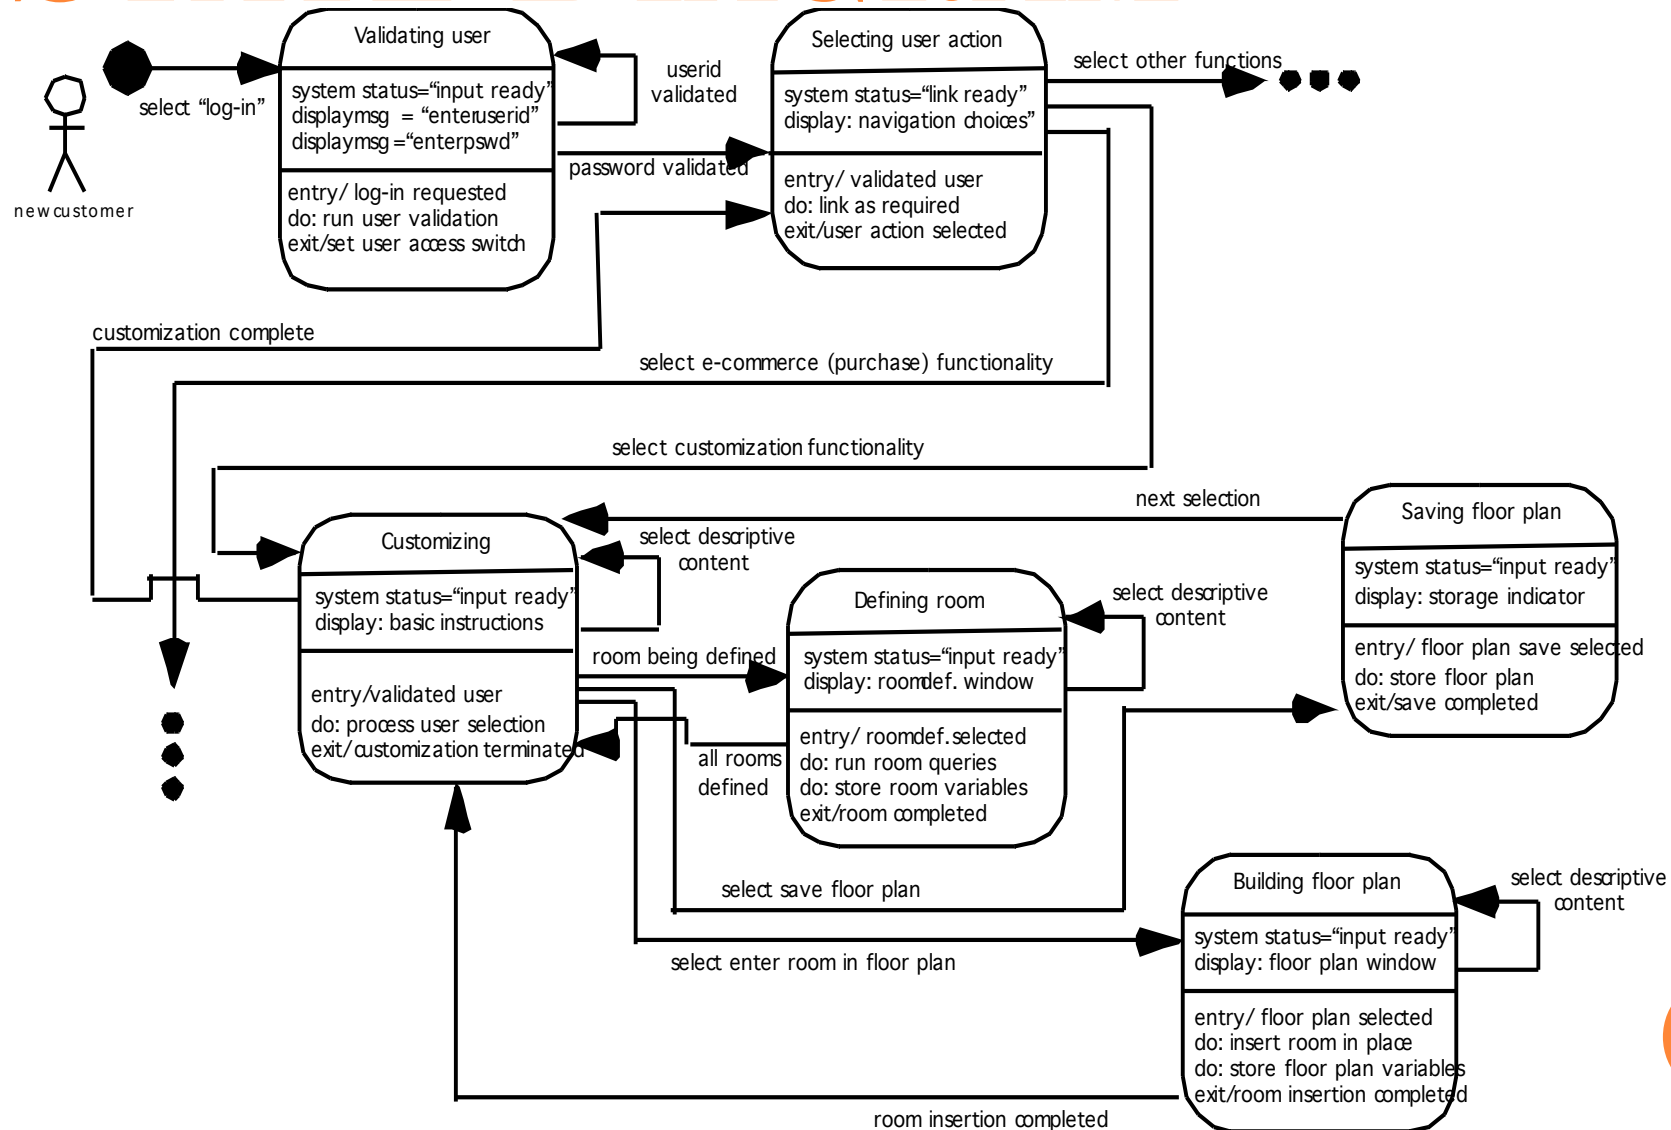 Validating user
system status=“input ready”
displaymsg = “enteruserid”
displaymsg =“enterpswd”
entry/ log-in requested
do: run user validation
exit/set user access switch
select “log-in”
new customer
userid
validated
password validated
Selecting user action
system status=“link ready”
display: navigation choices”
entry/ validated user
do: link as required
exit/user action selected
select other functions
customization complete
select e-commerce (purchase) functionality
select customization functionality
next selection
Customizing
system status=“input ready”
display: basic instructions
entry/validated user
do: process user selection
exit/customization terminated
select descriptive
content
room being defined
all rooms
defined
Defining room
system status=“input ready”
display: roomdef. window
entry/ roomdef.selected
do: run room queries
do: store room variables
exit/room completed
select descriptive
content
Saving floor plan
system status=“input ready”
display: storage indicator
entry/ floor plan save selected
do: store floor plan
exit/save completed
select save floor plan
select enter room in floor plan
Building floor plan
system status=“input ready”
display: floor plan window
entry/ floor plan selected
do: insert room in place
do: store floor plan variables
exit/room insertion completed
select descriptive
content
room insertion completed